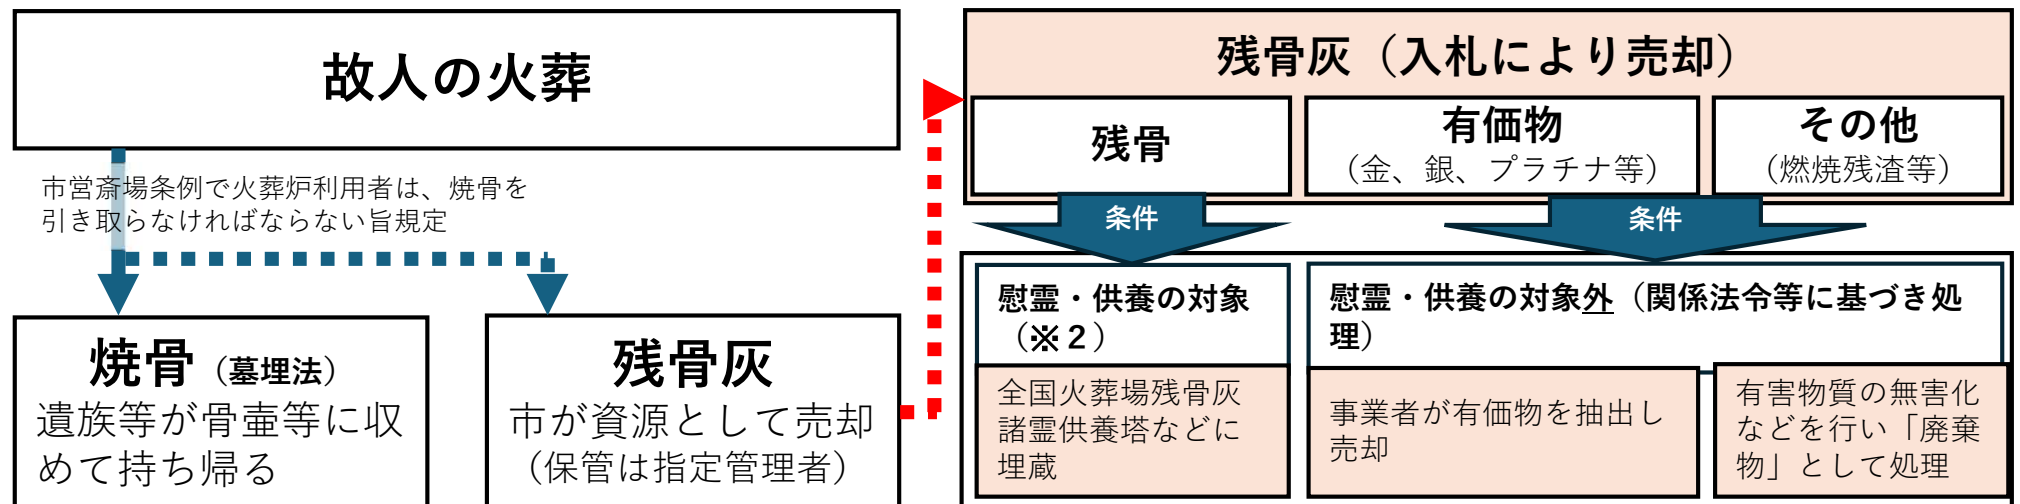 故人の火葬
市営斎場条例で火葬炉利用者は、焼骨を
引き取らなければならない旨規定
焼骨（墓埋法）
遺族等が骨壷等に収
めて持ち帰る
残骨灰
市が資源として売却
（保管は指定管理者）
残骨灰（入札により売却）
残骨
有価物
（金、銀、プラチナ等）
その他
（燃焼残渣等）
条件
条件
慰霊・供養の対象
（※２）
慰霊・供養の対象外（関係法令等に基づき処
理）
全国火葬場残骨灰
諸霊供養塔などに
埋蔵
事業者が有価物を抽出し
売却
有害物質の無害化
などを行い「廃棄
物」として処理